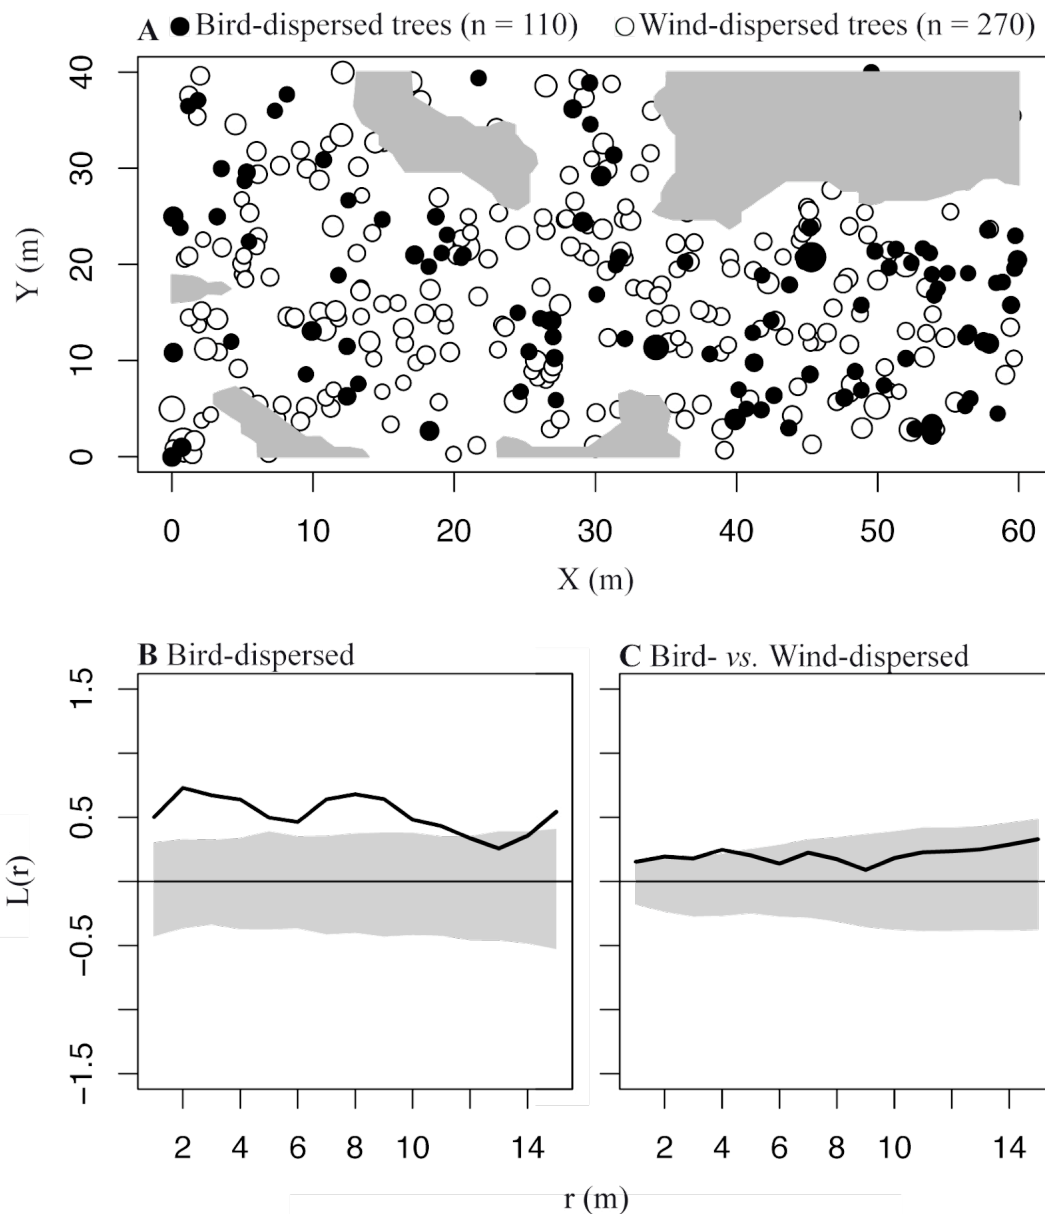 A Bird-dispersed trees (n = 110) Wind-dispersed trees (n = 270)
40
30
20
10
0
Y (m)
0 10 20 30 40 50 60
X (m)
B Bird-dispersed
C Bird- vs. Wind-dispersed
1.5
0.5
−0.5
−1.5
L(r)
2 4 6 8 10 14
2 4 6 8 10 14
r (m)